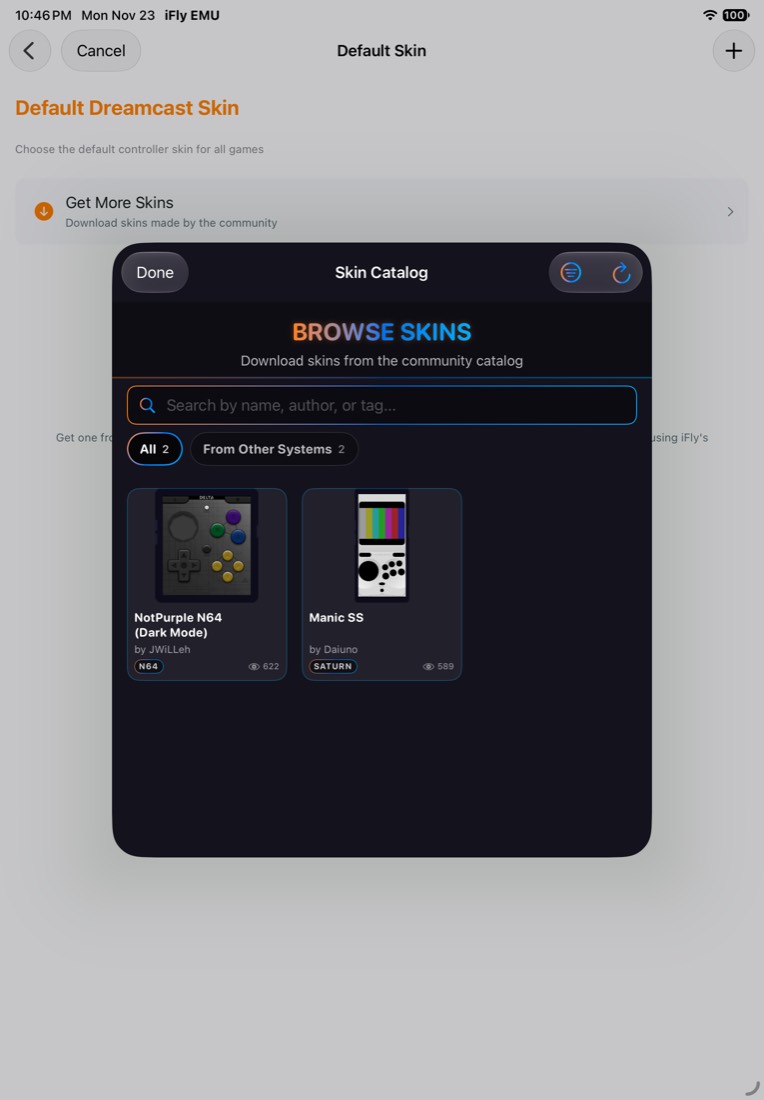 10:46 PM Mon Nov 23 iFly EMU
100
Cancel
Default Skin
Default Dreamcast Skin
Choose the default controller skin for all games
Get More Skins
Download skins made by the community
Done
Skin Catalog
BROWSE SKINS
Download skins from the community catalog
Search by name, author, or tag...
Get one
using iFly's
All 2
From Other Systems 2
DELTA
NotPurple N64
(Dark Mode)
by JWiLLeh
N64
622
Manic SS
by Daiuno
SATURN
589